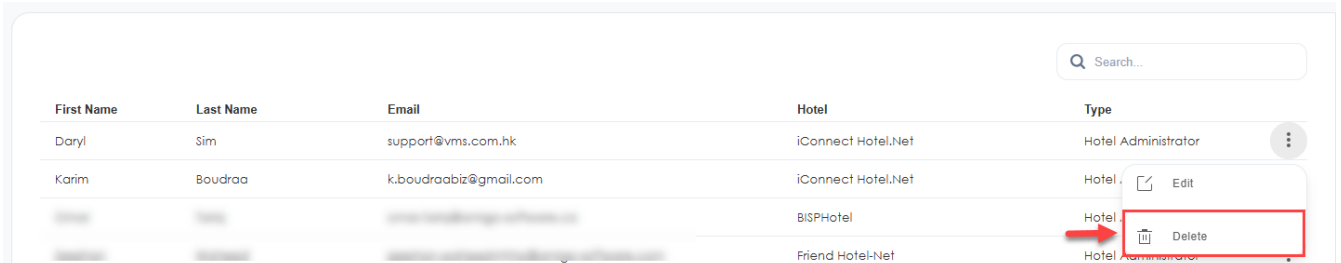 Search...
First Name Last Name Email Hotel Type
Daryl Sim support@vms.com.hk iConnect Hotel.Net Hotel Administrator
Karim Boudraa k.boudraabiz@gmail.com iConnect Hotel.Net Hotel
Edit
BISPHotel Hotel
Delete
Friend Hotel-Net Hotel Administrator